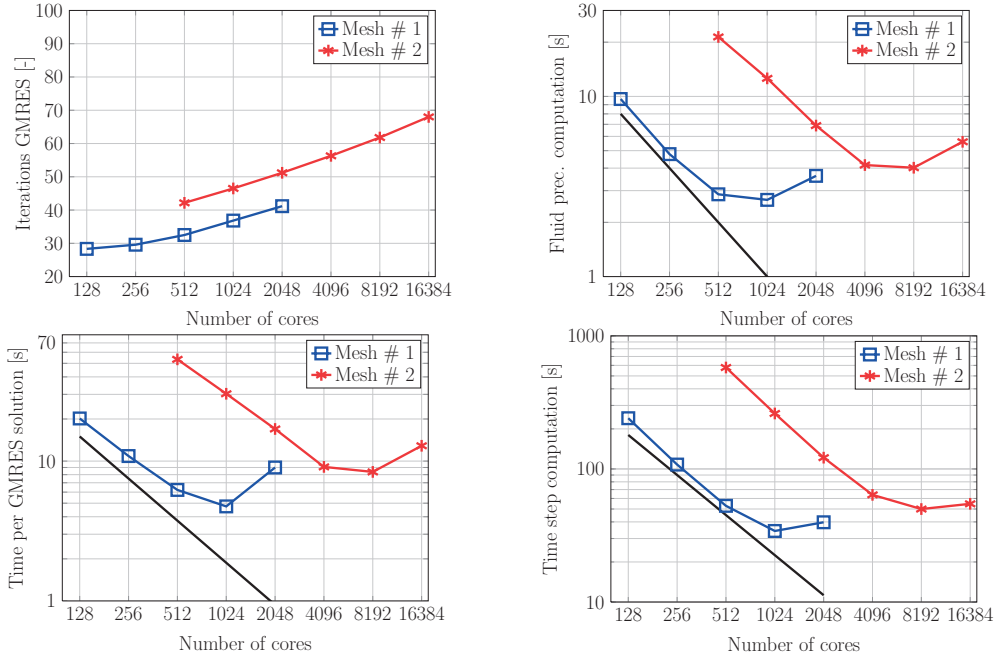 Iterations GMRES [-]
100
90
80
70
60
50
40
30
20
Mesh # 1
Mesh # 2
128 256 512 1024 2048 4096 8192 16384
Number of cores
Fluid prec. computation [s]
30
10
1
Mesh # 1
Mesh # 2
128 256 512 1024 2048 4096 8192 16384
Number of cores
Time per GMRES solution [s]
70
10
1
Mesh # 1
Mesh # 2
128 256 512 1024 2048 4096 8192 16384
Number of cores
Time step computation [s]
1000
100
10
Mesh # 1
Mesh # 2
128 256 512 1024 2048 4096 8192 16384
Number of cores